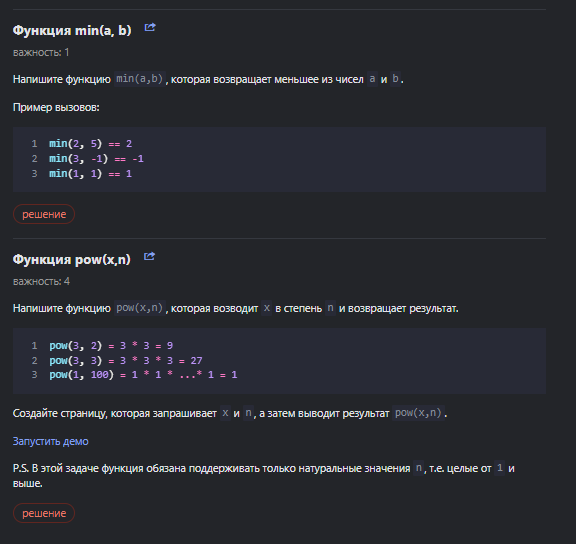 Функция min(a, b)
важность: 1
Напишите функцию min(a,b), которая возвращает меньшее из чисел a и b.
Пример вызовов:
1 min(2, 5) == 2
2 min(3, -1) == -1
3 min(1, 1) == 1
решение
Функция pow(x,n)
важность: 4
Напишите функцию pow(x,n), которая возводит x в степень n и возвращает результат.
1 pow(3, 2) = 3 * 3 = 9
2 pow(3, 3) = 3 * 3 * 3 = 27
3 pow(1, 100) = 1 * 1 * ...* 1 = 1
Создайте страницу, которая запрашивает x и n, а затем выводит результат pow(x,n).
Запустить демо
P.S. В этой задаче функция обязана поддерживать только натуральные значения n, т.е. целые от 1 и
выше.
решение